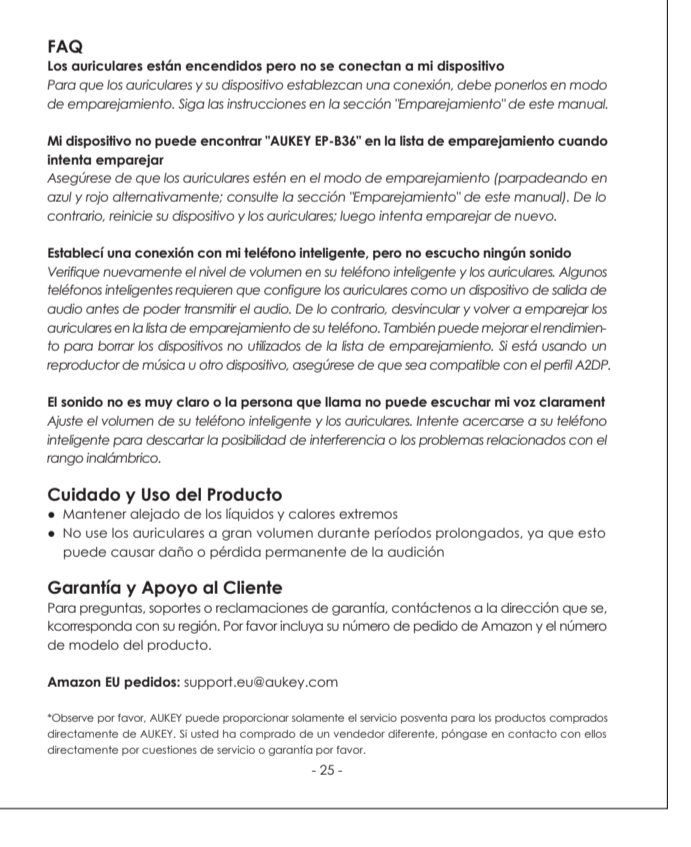 FAQ
Los auriculares están encendidos pero no se conectan a mi dispositivo
Para que los auriculares y su dispositivo establezcan una conexión, debe ponerlos en modo
de emparejamiento. Siga las instrucciones en la sección "Emparejamiento" de este manual.
Mi dispositivo no puede encontrar "AUKEY EP-B36" en la lista de emparejamiento cuando
intenta emparejar
Asegúrese de que los auriculares estén en el modo de emparejamiento (parpadeando en
azul y rojo alternativamente; consulte la sección "Emparejamiento" de este manual). De lo
contrario, reinicie su dispositivo y los auriculares; luego intenta emparejar de nuevo.
Establecí una conexión con mi teléfono inteligente, pero no escucho ningún sonido
Verifique nuevamente el nivel de volumen en su teléfono inteligente y los auriculares. Algunos
teléfonos inteligentes requieren que configure los auriculares como un dispositivo de salida de
audio antes de poder transmitir el audio. De lo contrario, desvincular y volver a emparejar los
auriculares en la lista de emparejamiento de su teléfono. También puede mejorar el rendimien-
to para borrar los dispositivos no utilizados de la lista de emparejamiento. Si está usando un
reproductor de música u otro dispositivo, asegúrese de que sea compatible con el perfil A2DP.
El sonido no es muy claro o la persona que llama no puede escuchar mi voz clarament
Ajuste el volumen de su teléfono inteligente y los auriculares. Intente acercarse a su teléfono
inteligente para descartar la posibilidad de interferencia o los problemas relacionados con el
rango inalámbrico.
Cuidado y Uso del Producto
● Mantener alejado de los líquidos y calores extremos
● No use los auriculares a gran volumen durante períodos prolongados, ya que esto
puede causar daño o pérdida permanente de la audición
Garantía y Apoyo al Cliente
Para preguntas, soportes o reclamaciones de garantía, contáctenos a la dirección que se,
kcorresponda con su región. Por favor incluya su número de pedido de Amazon y el número
de modelo del producto.
Amazon EU pedidos: support.eu@aukey.com
*Observe por favor, AUKEY puede proporcionar solamente el servicio posventa para los productos comprados
directamente de AUKEY. Si usted ha comprado de un vendedor diferente, póngase en contacto con ellos
directamente por cuestiones de servicio o garantía por favor.
- 25 -